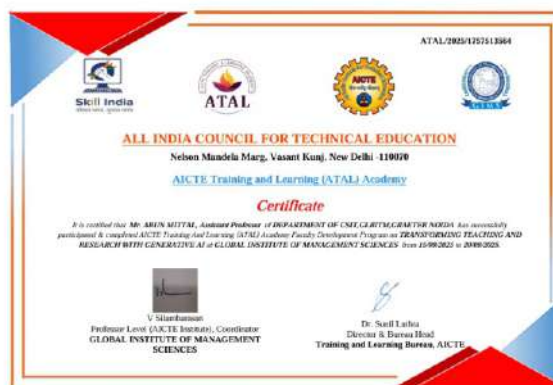 ATAL/2025/1757513564
Skill India
ATAL
AICTE
GIMS
ALL INDIA COUNCIL FOR TECHNICAL EDUCATION
Nelson Mandela Marg, Vasant Kunj, New Delhi -110070
AICTE Training and Learning (ATAL) Academy
Certificate
It is certified that Mr. ARUN MITTAL, Assistant Professor of DEPARTMENT OF CSIT,GLBITM,GRAETER NOIDA has successfully
participated & completed AICTE Training And Learning (ATAL) Academy Faculty Development Program on TRANSFORMING TEACHING AND
RESEARCH WITH GENERATIVE AI at GLOBAL INSTITUTE OF MANAGEMENT SCIENCES from 15/09/2025 to 20/09/2025.
V Silambarasan
Professor Level (AICTE Institute), Coordinator
GLOBAL INSTITUTE OF MANAGEMENT
SCIENCES
Dr. Sunil Luthra
Director & Bureau Head
Training and Learning Bureau, AICTE